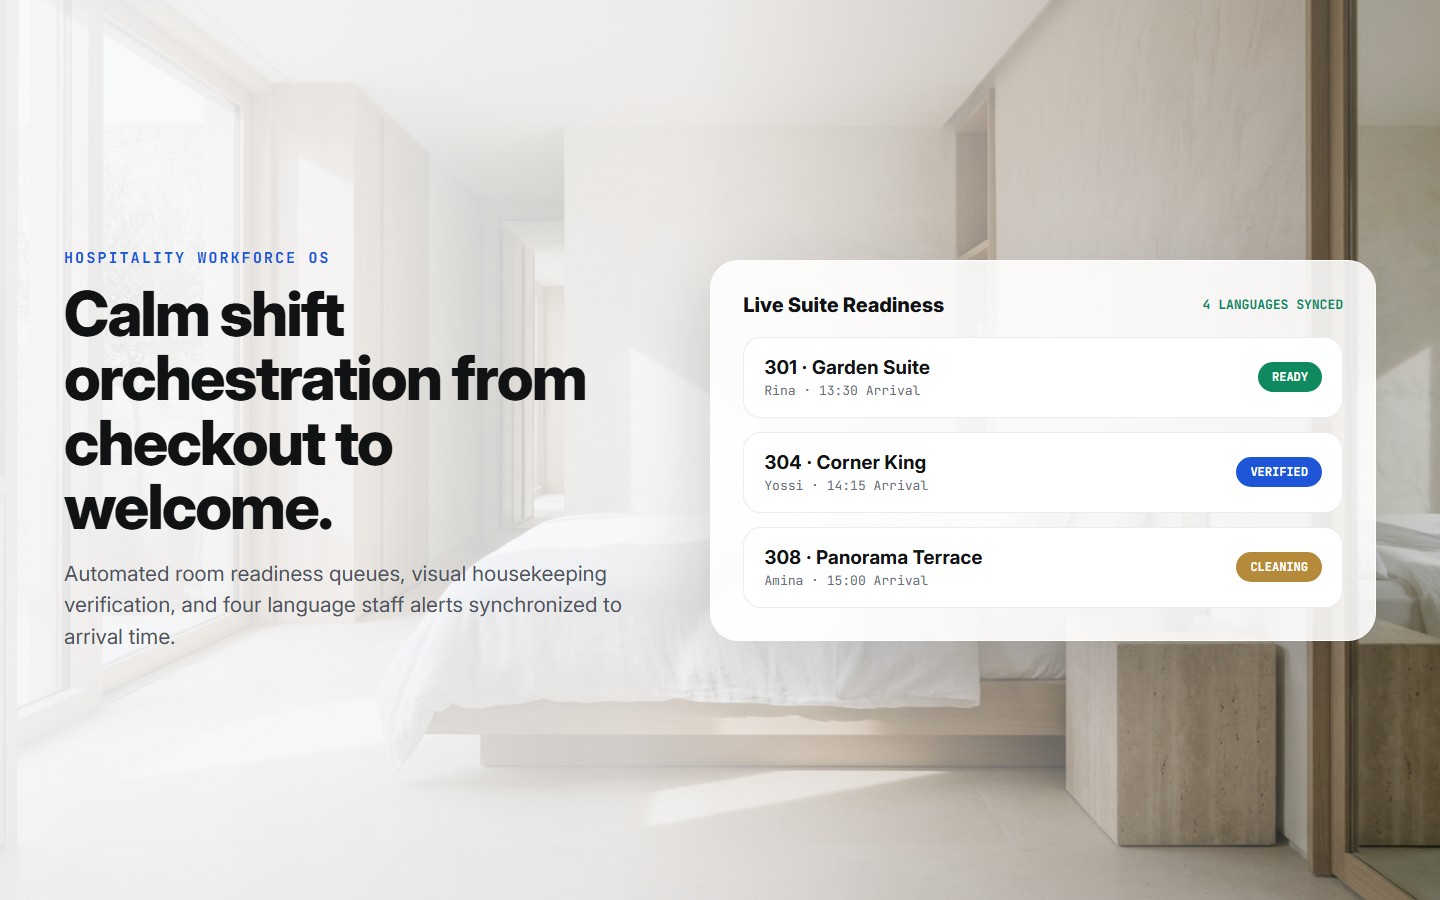 HOSPITALITY WORKFORCE OS
Calm shift
orchestration from
checkout to
welcome.
Automated room readiness queues, visual housekeeping
verification, and four language staff alerts synchronized to
arrival time.
Live Suite Readiness
4 LANGUAGES SYNCED
301 · Garden Suite
Rina · 13:30 Arrival
READY
304 · Corner King
Yossi · 14:15 Arrival
VERIFIED
308 · Panorama Terrace
Amina · 15:00 Arrival
CLEANING